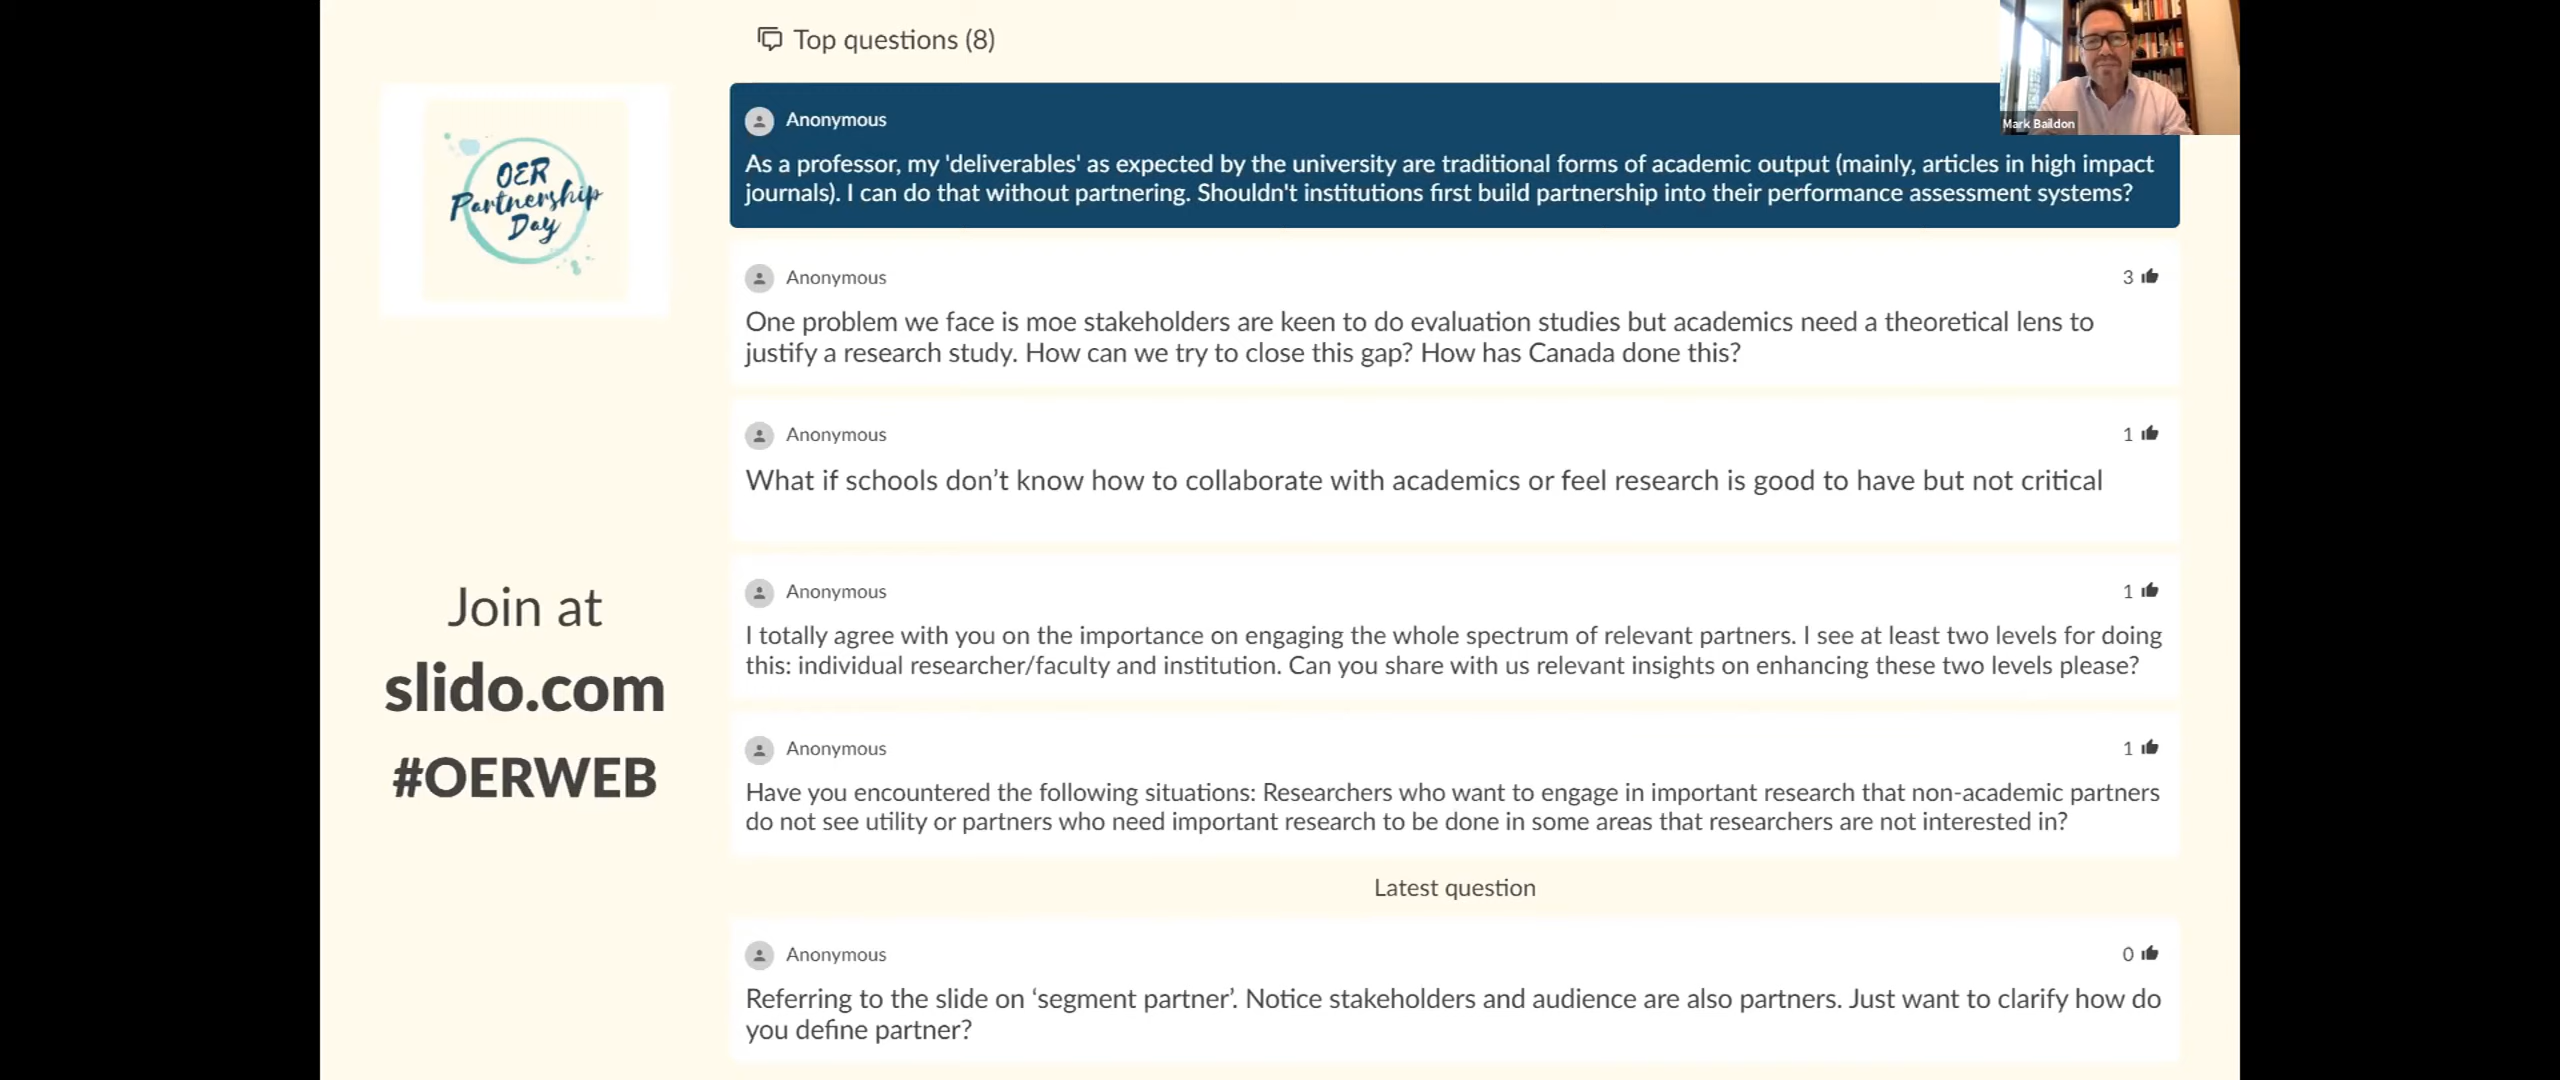 Top questions (8)
Mark Baildon
OER
Partnership
Day
Join at
slido.com
#OERWEB
Anonymous
As a professor, my 'deliverables' as expected by the university are traditional forms of academic output (mainly, articles in high impact
journals). I can do that without partnering. Shouldn't institutions first build partnership into their performance assessment systems?
Anonymous
3
One problem we face is moe stakeholders are keen to do evaluation studies but academics need a theoretical lens to
justify a research study. How can we try to close this gap? How has Canada done this?
Anonymous
1
What if schools don’t know how to collaborate with academics or feel research is good to have but not critical
Anonymous
1
I totally agree with you on the importance on engaging the whole spectrum of relevant partners. I see at least two levels for doing
this: individual researcher/faculty and institution. Can you share with us relevant insights on enhancing these two levels please?
Anonymous
1
Have you encountered the following situations: Researchers who want to engage in important research that non-academic partners
do not see utility or partners who need important research to be done in some areas that researchers are not interested in?
Latest question
Anonymous
0
Referring to the slide on ‘segment partner’. Notice stakeholders and audience are also partners. Just want to clarify how do
you define partner?